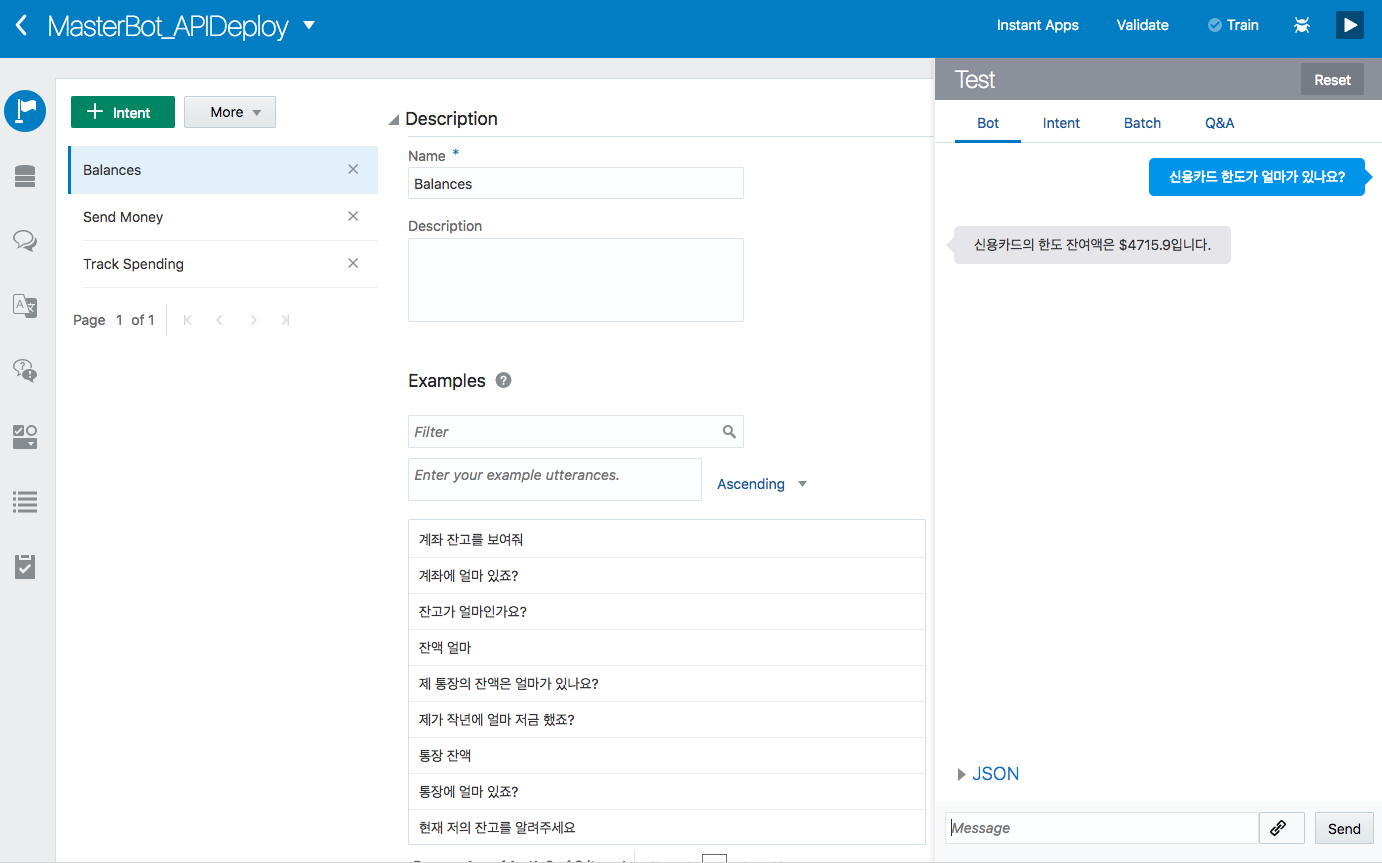 MasterBot_APIDeploy
Instant Apps
Validate
Train
Intent
More
Balances
Send Money
Track Spending
Page 1 of 1
Description
Name *
Balances
Description
Examples
Filter
Enter your example utterances.
Ascending
계좌 잔고를 보여줘
계좌에 얼마 있죠?
잔고가 얼마인가요?
잔액 얼마
제 통장의 잔액은 얼마가 있나요?
제가 작년에 얼마 저금 했죠?
통장 잔액
통장에 얼마 있죠?
현재 저의 잔고를 알려주세요
Test
Reset
Bot
Intent
Batch
Q&A
신용카드 한도가 얼마가 있나요?
신용카드의 한도 잔여액은 $4715.9입니다.
JSON
Message
Send